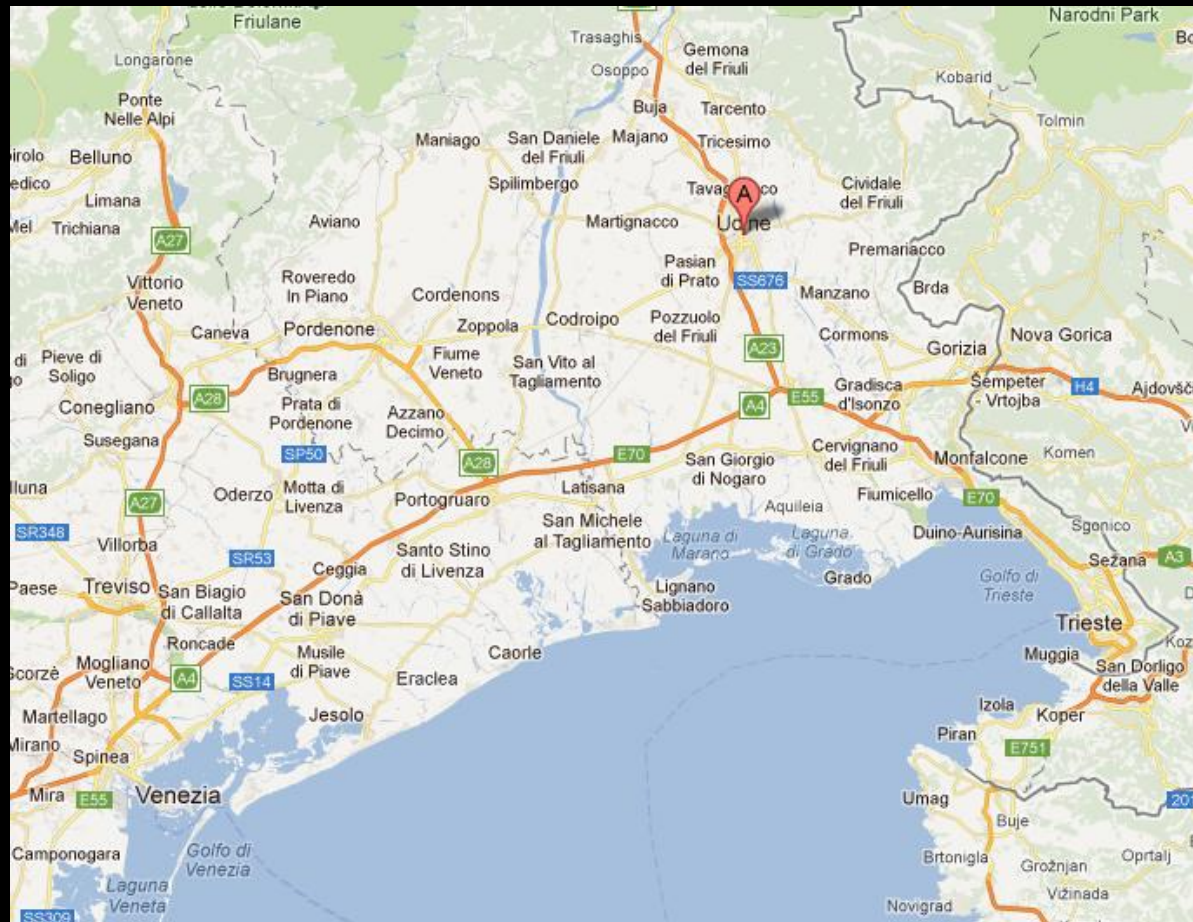 Friulane
Narodni Park
Trasaghis
Gemona
del Friuli
Longarone
Osoppo
Kobarid
Ponte
Nelle Alpi
Buja
Tarcento
Tolmin
Maniago
San Daniele
del Friuli
Majano
Tricesimo
Belluno
Spilimbergo
Cividale
del Friuli
Limana
A
Mel
Trichiana
Aviano
Martignacco
Udine
A27
Premariacco
Pasian
di Prato
Vittorio
Veneto
Roveredo
In Piano
Cordenons
SS676
Manzano
Brda
Caneva
Pordenone
Zoppola
Codroipo
Pozzuolo
del Friuli
Cormons
Nova Gorica
Gorizia
A23
Pieve di
Soligo
Fiume
Veneto
San Vito al
Tagliamento
Brugnera
Gradisca
d'Isonzo
Šempeter
- Vrtojba
H4
A28
Conegliano
Prata di
Pordenone
Azzano
Decimo
A4
E55
Susegana
SP50
A28
E70
San Giorgio
di Nogaro
Cervignano
del Friuli
Monfalcone
Komen
A27
Oderzo
Motta di
Livenza
Portogruaro
Latisana
Fiumicello
E70
Aquileia
SR348
San Michele
al Tagliamento
Laguna di
Marano
Laguna
di Grado
Duino-Aurisina
Sgonico
Villorba
SR53
Santo Stino
di Livenza
Sežana
A3
Ceggia
Paese
Treviso
San Biagio
di Callalta
San Donà
di Piave
Lignano
Sabbiadoro
Grado
Golfo di
Trieste
Trieste
Roncade
Caorle
Muggia
Mogliano
Veneto
Musile
di Piave
San Dorligo
della Valle
Scorzè
A4
SS14
Eraclea
Izola
Martellago
Jesolo
Koper
Piran
Mirano
E751
Spinea
Mira
E55
Venezia
Umag
Buje
Camponogara
Golfo di
Venezia
Brtonigla
Grožnjan
Oprtalj
Laguna
Veneta
Vižinada
Novigrad
SS309